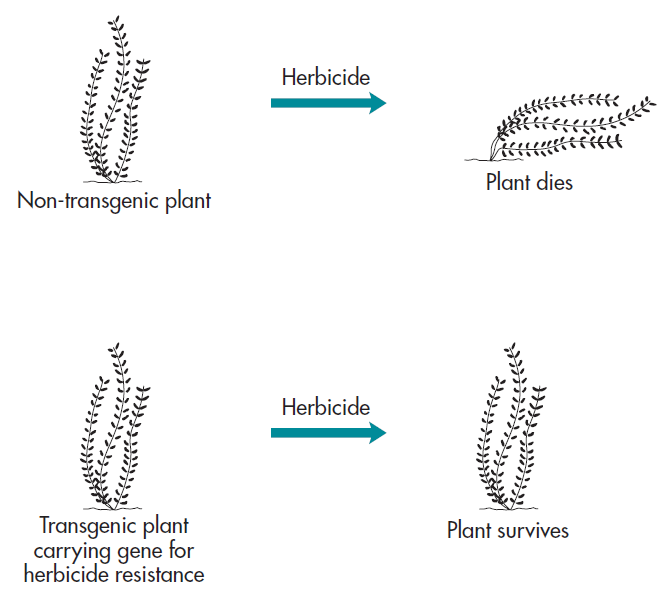 Herbicide
Non-transgenic plant
Plant dies
Herbicide
Transgenic plant
carrying gene for
herbicide resistance
Plant survives